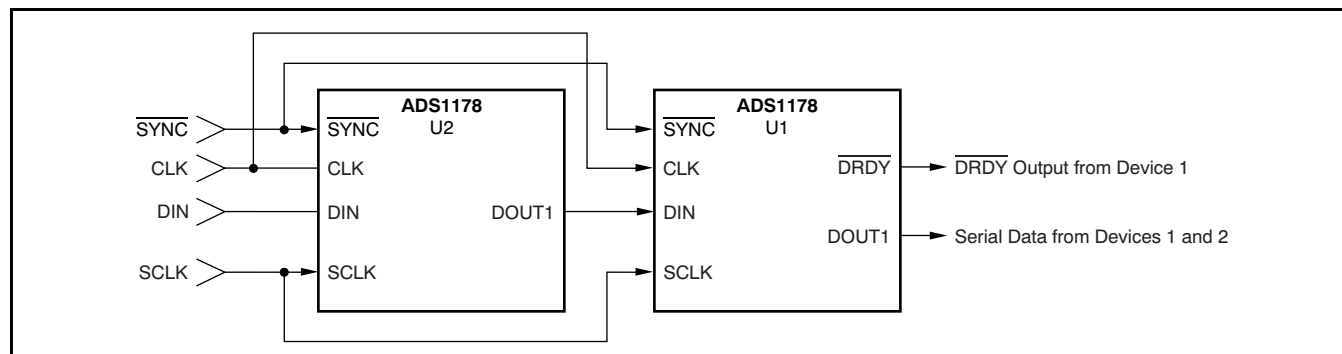 SYNC
CLK
DIN
SCLK
ADS1178
U2
SYNC
CLK
DIN
SCLK
DOUT1
ADS1178
U1
SYNC
CLK
DIN
SCLK
DRDY
DOUT1
DRDY Output from Device 1
Serial Data from Devices 1 and 2